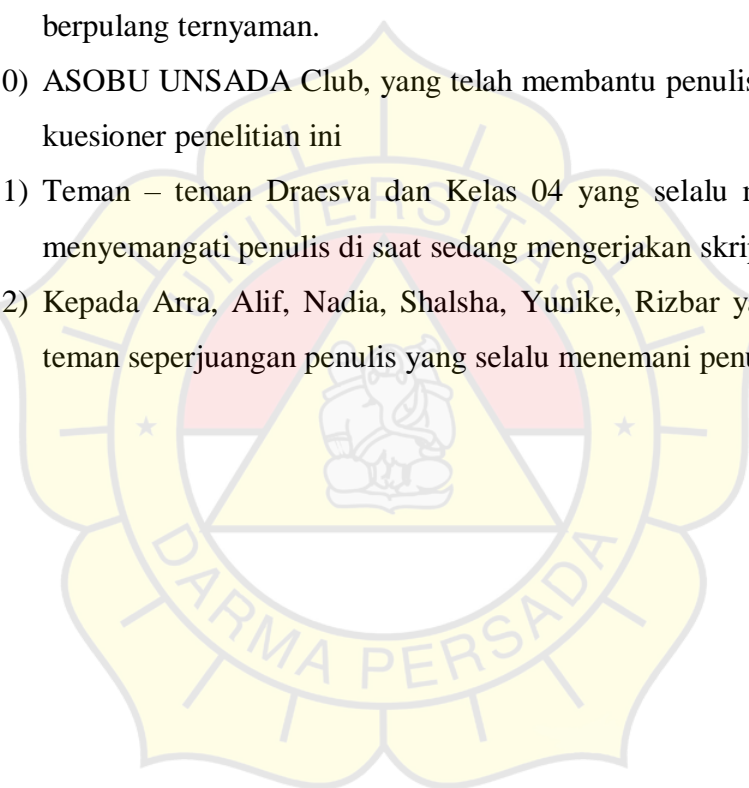 berpulang ternyaman.
0) ASOBU UNSADA Club, yang telah membantu penulis
kuesioner penelitian ini
1) Teman – teman Draesva dan Kelas 04 yang selalu
menyemangati penulis di saat sedang mengerjakan
2) Kepada Arra, Alif, Nadia, Shalsha, Yunike, Rizbar
teman seperjuangan penulis yang selalu menemani
UNIVERSITAS
DARMA PERSADA